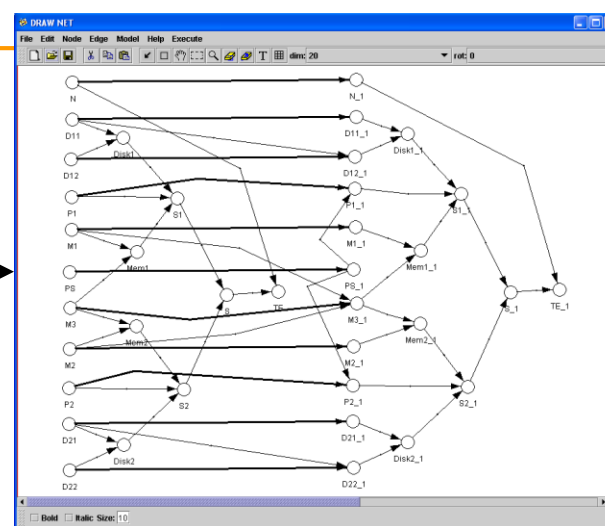 DRAW NET
File Edit Node Edge Model Help Execute
T dim: 20 rot: 0
N N_1
D11 Disk1 D11_1 Disk1_1
D12 D12_1
P1 S1 P1_1 S1_1
M1 Mem1 M1_1 Mem1_1
PS PS_1
S TE S_1 TE_1
M3 Mem2 M3_1 Mem2_1
M2 M2_1
P2 S2 P2_1 S2_1
D21 Disk2 D21_1 Disk2_1
D22 D22_1
Bold Italic Size: 10